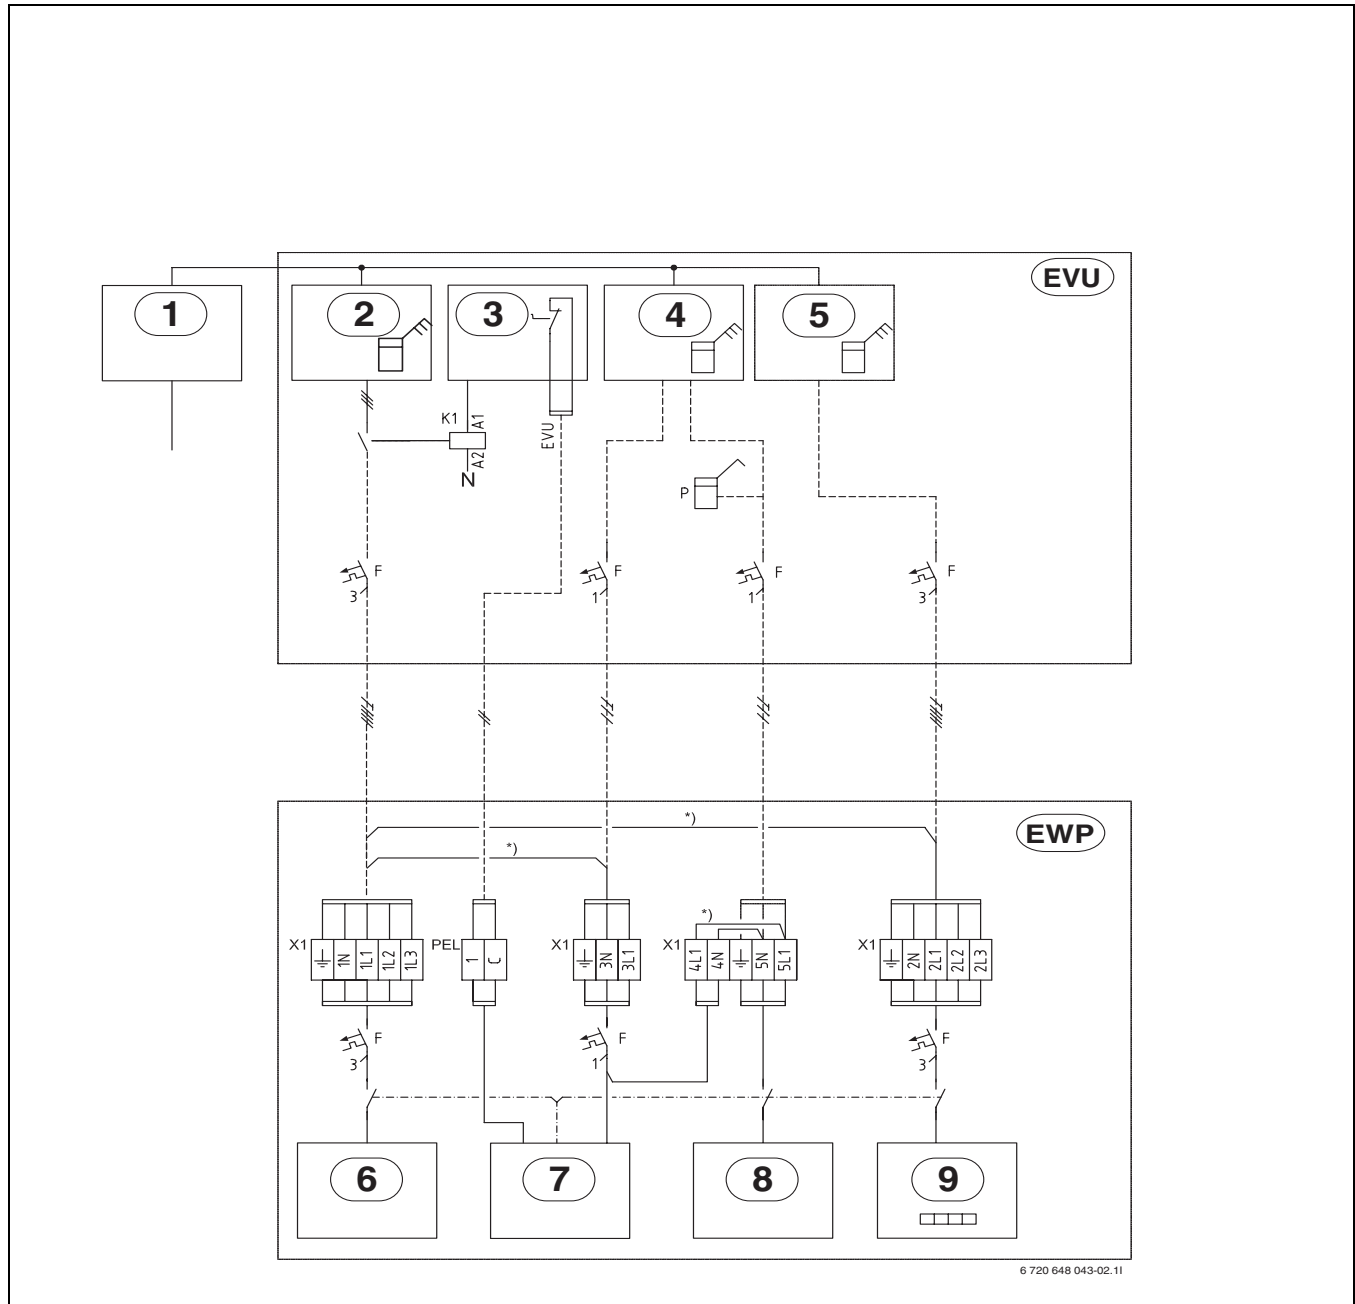 EVU
1
2
3
4
5
K1
A1
A2
N
EVU
P
F
3
F
1
F
1
F
3
*)
EWP
*)
*)
X1
1N
1L1
1L2
1L3
PEL
1
C
X1
3N
3L1
X1
4L1
4N
5N
5L1
X1
2N
2L1
2L2
2L3
F
3
F
1
F
3
6
7
8
9
6 720 648 043-02.1I